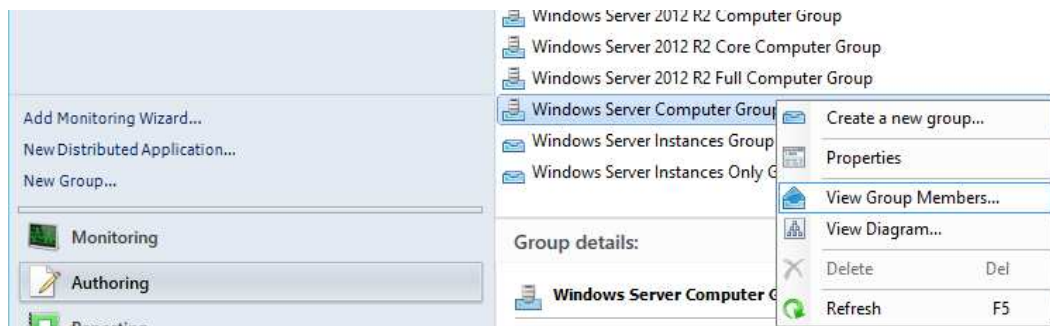 Windows Server 2012 R2 Computer Group
Windows Server 2012 R2 Core Computer Group
Windows Server 2012 R2 Full Computer Group
Windows Server Computer Group
Windows Server Instances Group
Windows Server Instances Only G
Add Monitoring Wizard...
New Distributed Application...
New Group...
Monitoring
Authoring
Reporting
Group details:
Windows Server Computer G
Create a new group...
Properties
View Group Members...
View Diagram...
Delete Del
Refresh F5